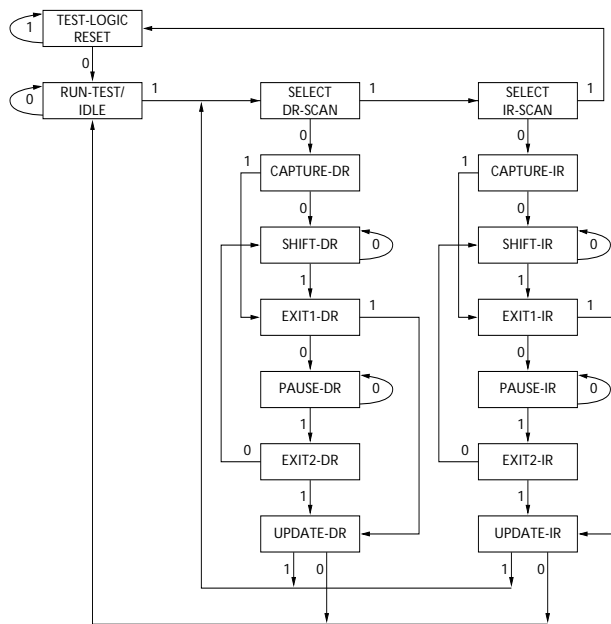 TEST-LOGIC
RESET
1
0
RUN-TEST/
IDLE
0
1
SELECT
DR-SCAN
1
SELECT
IR-SCAN
1
0
0
1
CAPTURE-DR
1
CAPTURE-IR
0
0
SHIFT-DR
0
SHIFT-IR
0
1
1
EXIT1-DR
1
EXIT1-IR
1
0
0
PAUSE-DR
0
PAUSE-IR
0
1
1
0
EXIT2-DR
0
EXIT2-IR
1
1
UPDATE-DR
UPDATE-IR
1
0
1
0